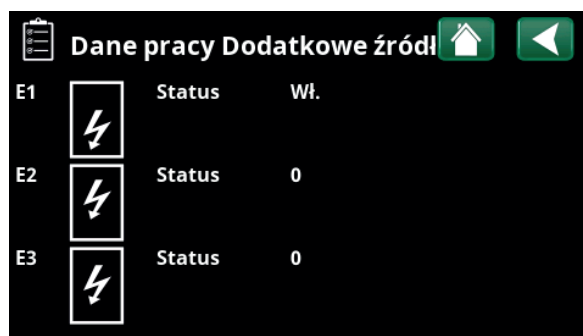 Dane pracy Dodatkowe źródł
E1 Status Wł.
E2 Status 0
E3 Status 0